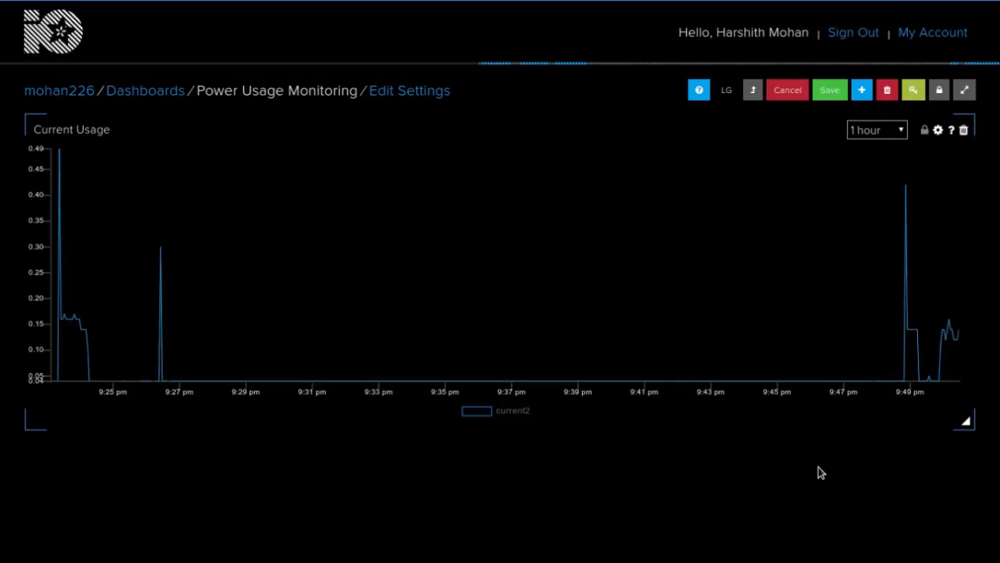 Hello, Harshith Mohan | Sign Out | My Account
mohan226 / Dashboards / Power Usage Monitoring / Edit Settings
LG
Cancel
Save
Current Usage
1 hour
0.49
0.45
0.40
0.35
0.30
0.25
0.20
0.15
0.10
0.05
0.04
9:25 pm 9:27 pm 9:29 pm 9:31 pm 9:33 pm 9:35 pm 9:37 pm 9:39 pm 9:41 pm 9:43 pm 9:45 pm 9:47 pm 9:49 pm
current2